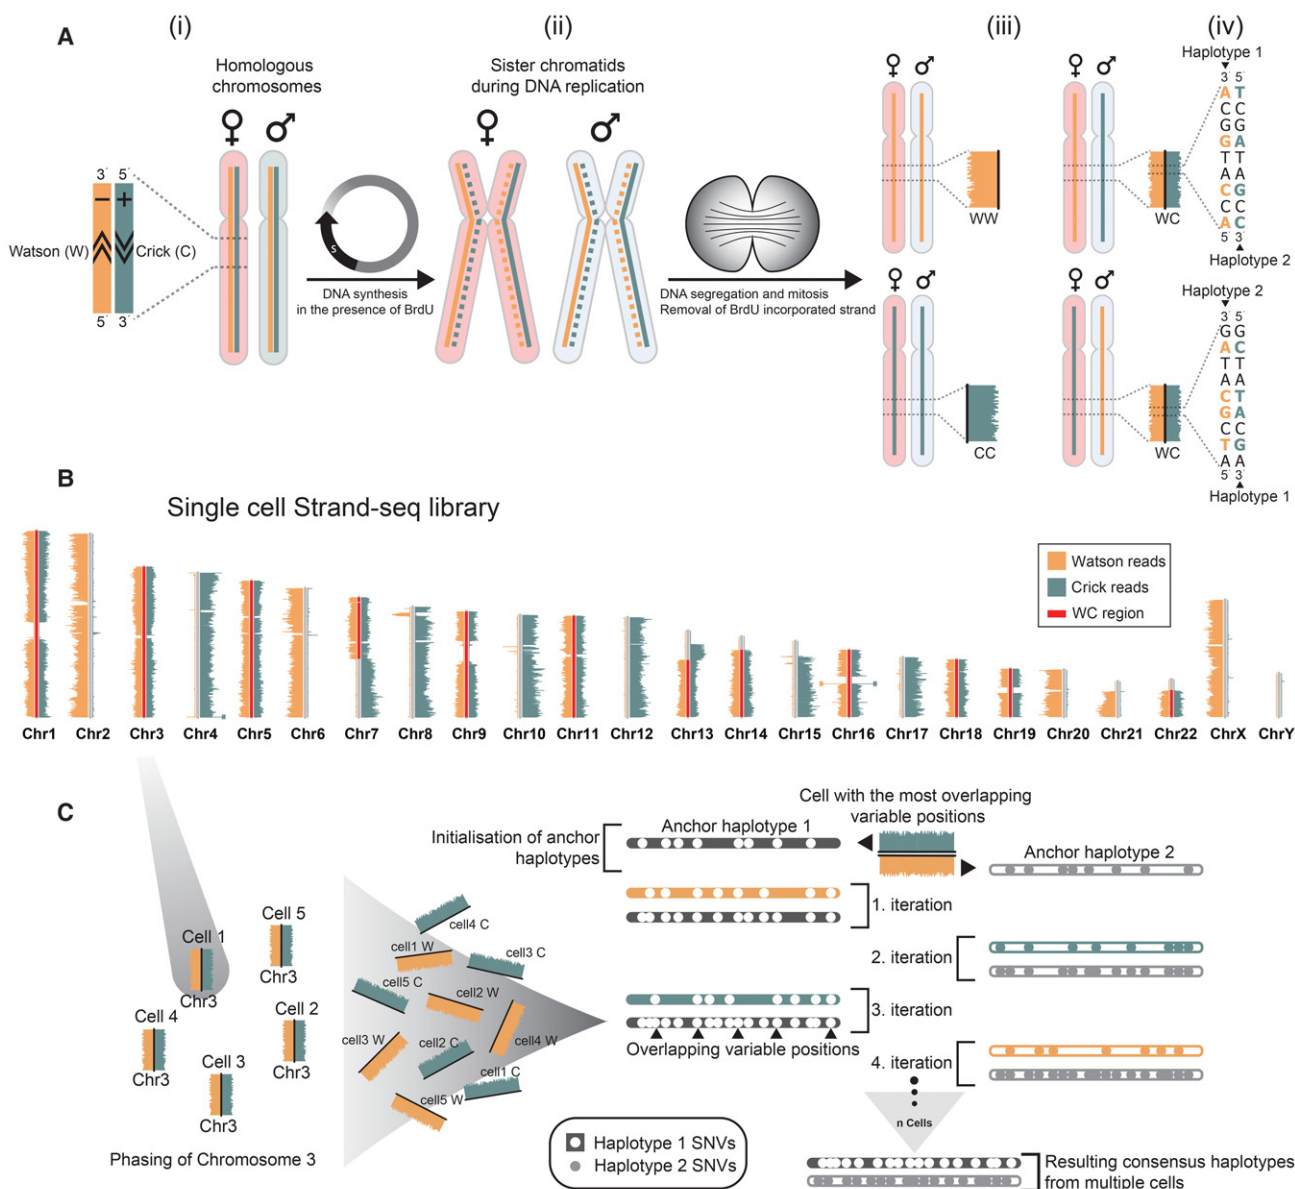 A
(i)
(ii)
(iii)
(iv)
Homologous
chromosomes
Sister chromatids
during DNA replication
♀
♂
♀
♂
♀
♂
♀
♂
Haplotype 1
3´ 5´
A T
C C
G G
G A
T T
A A
C G
C C
A C
5´ 3´
Haplotype 2
3´
5´
−
+
Watson (W)
Crick (C)
5´
3´
S
DNA synthesis
in the presence of BrdU
DNA segregation and mitosis
Removal of BrdU incorporated strand
WW
WC
♀
♂
♀
♂
Haplotype 2
3´ 5´
G G
A C
T T
A A
C T
G A
C C
T G
A A
5´ 3´
Haplotype 1
CC
WC
B
Single cell Strand-seq library
Watson reads
Crick reads
WC region
Chr1 Chr2 Chr3 Chr4 Chr5 Chr6 Chr7 Chr8 Chr9 Chr10 Chr11 Chr12 Chr13 Chr14 Chr15 Chr16 Chr17 Chr18 Chr19 Chr20 Chr21 Chr22 ChrX ChrY
C
Cell 5
Cell 1
Chr3
Chr3
Cell 4
Cell 2
Chr3
Chr3
Cell 3
Chr3
Phasing of Chromosome 3
cell4 C
cell1 W
cell3 C
cell5 C
cell2 W
cell3 W
cell2 C
cell4 W
cell1 C
cell5 W
Initialisation of anchor
haplotypes
Anchor haplotype 1
Cell with the most overlapping
variable positions
Anchor haplotype 2
1. iteration
2. iteration
3. iteration
Overlapping variable positions
4. iteration
n Cells
Haplotype 1 SNVs
Haplotype 2 SNVs
Resulting consensus haplotypes
from multiple cells